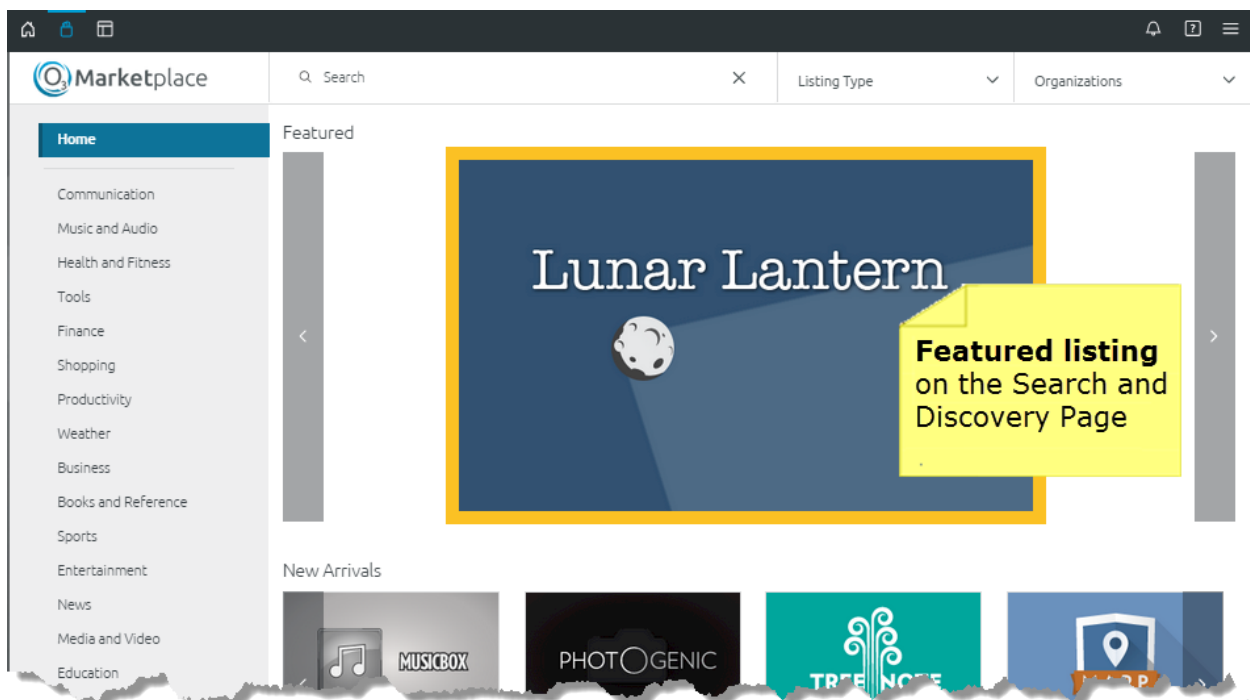 O3 Marketplace
Search
Listing Type
Organizations
Home
Featured
Communication
Music and Audio
Health and Fitness
Tools
Finance
Shopping
Productivity
Weather
Business
Books and Reference
Sports
Entertainment
News
Media and Video
Education
Lunar Lantern
Featured listing
on the Search and
Discovery Page
New Arrivals
MUSICBOX
PHOTOGENIC